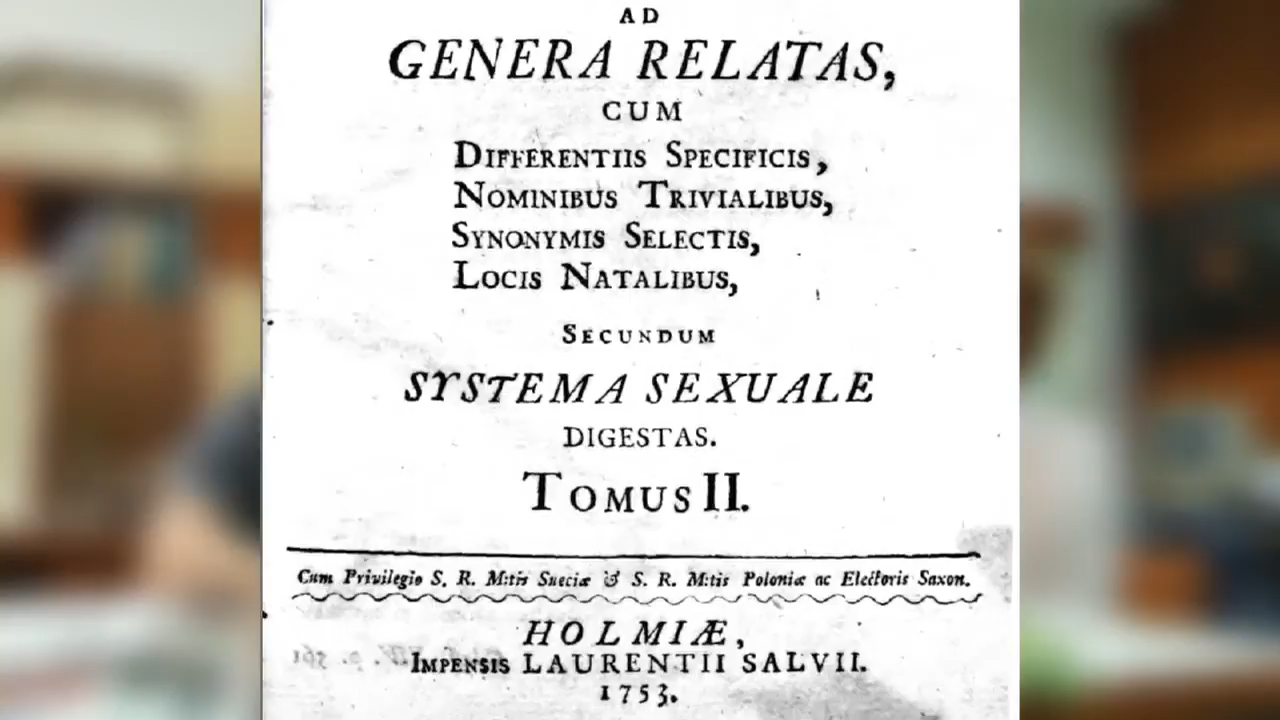 AD
GENERA RELATAS,
CUM
DIFFERENTIIS SPECIFICIS,
NOMINIBUS TRIVIALIBUS,
SYNONYMIS SELECTIS,
LOCIS NATALIBUS,
SECUNDUM
SYSTEMA SEXUALE
DIGESTAS.
TOMUS II.
Cum Privilegio S. R. M:tis Sueciæ & S. R. M:tis Poloniæ ac Electoris Saxon.
HOLMIÆ,
IMPENSIS LAURENTII SALVII.
1753.